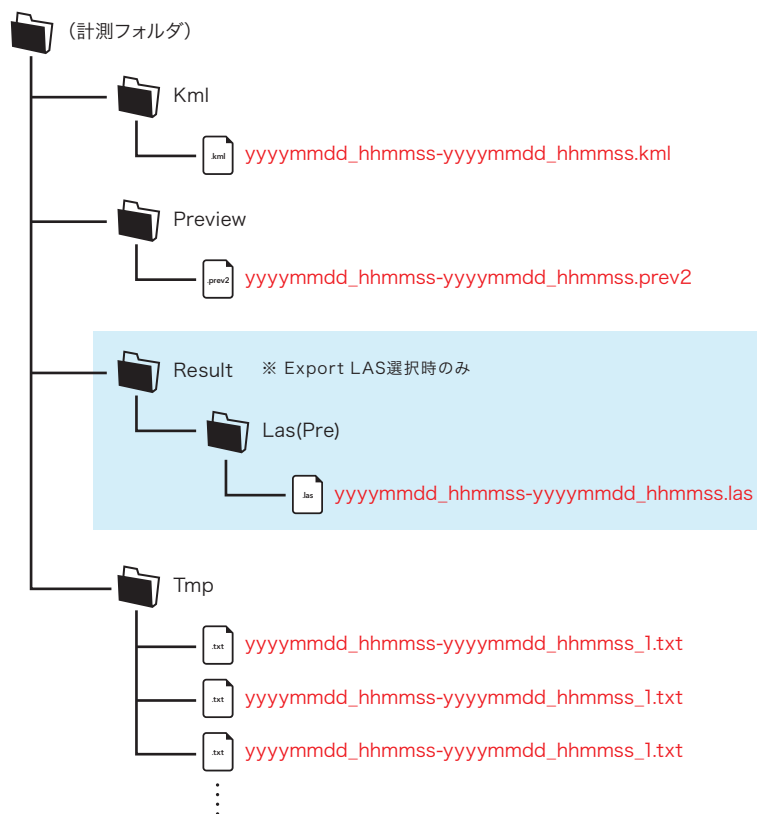 （計測フォルダ）
Kml
.kml yyyymmdd_hhmmss-yyyymmdd_hhmmss.kml
Preview
.prev2 yyyymmdd_hhmmss-yyyymmdd_hhmmss.prev2
Result ※ Export LAS選択時のみ
Las(Pre)
.las yyyymmdd_hhmmss-yyyymmdd_hhmmss.las
Tmp
.txt yyyymmdd_hhmmss-yyyymmdd_hhmmss_1.txt
.txt yyyymmdd_hhmmss-yyyymmdd_hhmmss_1.txt
.txt yyyymmdd_hhmmss-yyyymmdd_hhmmss_1.txt